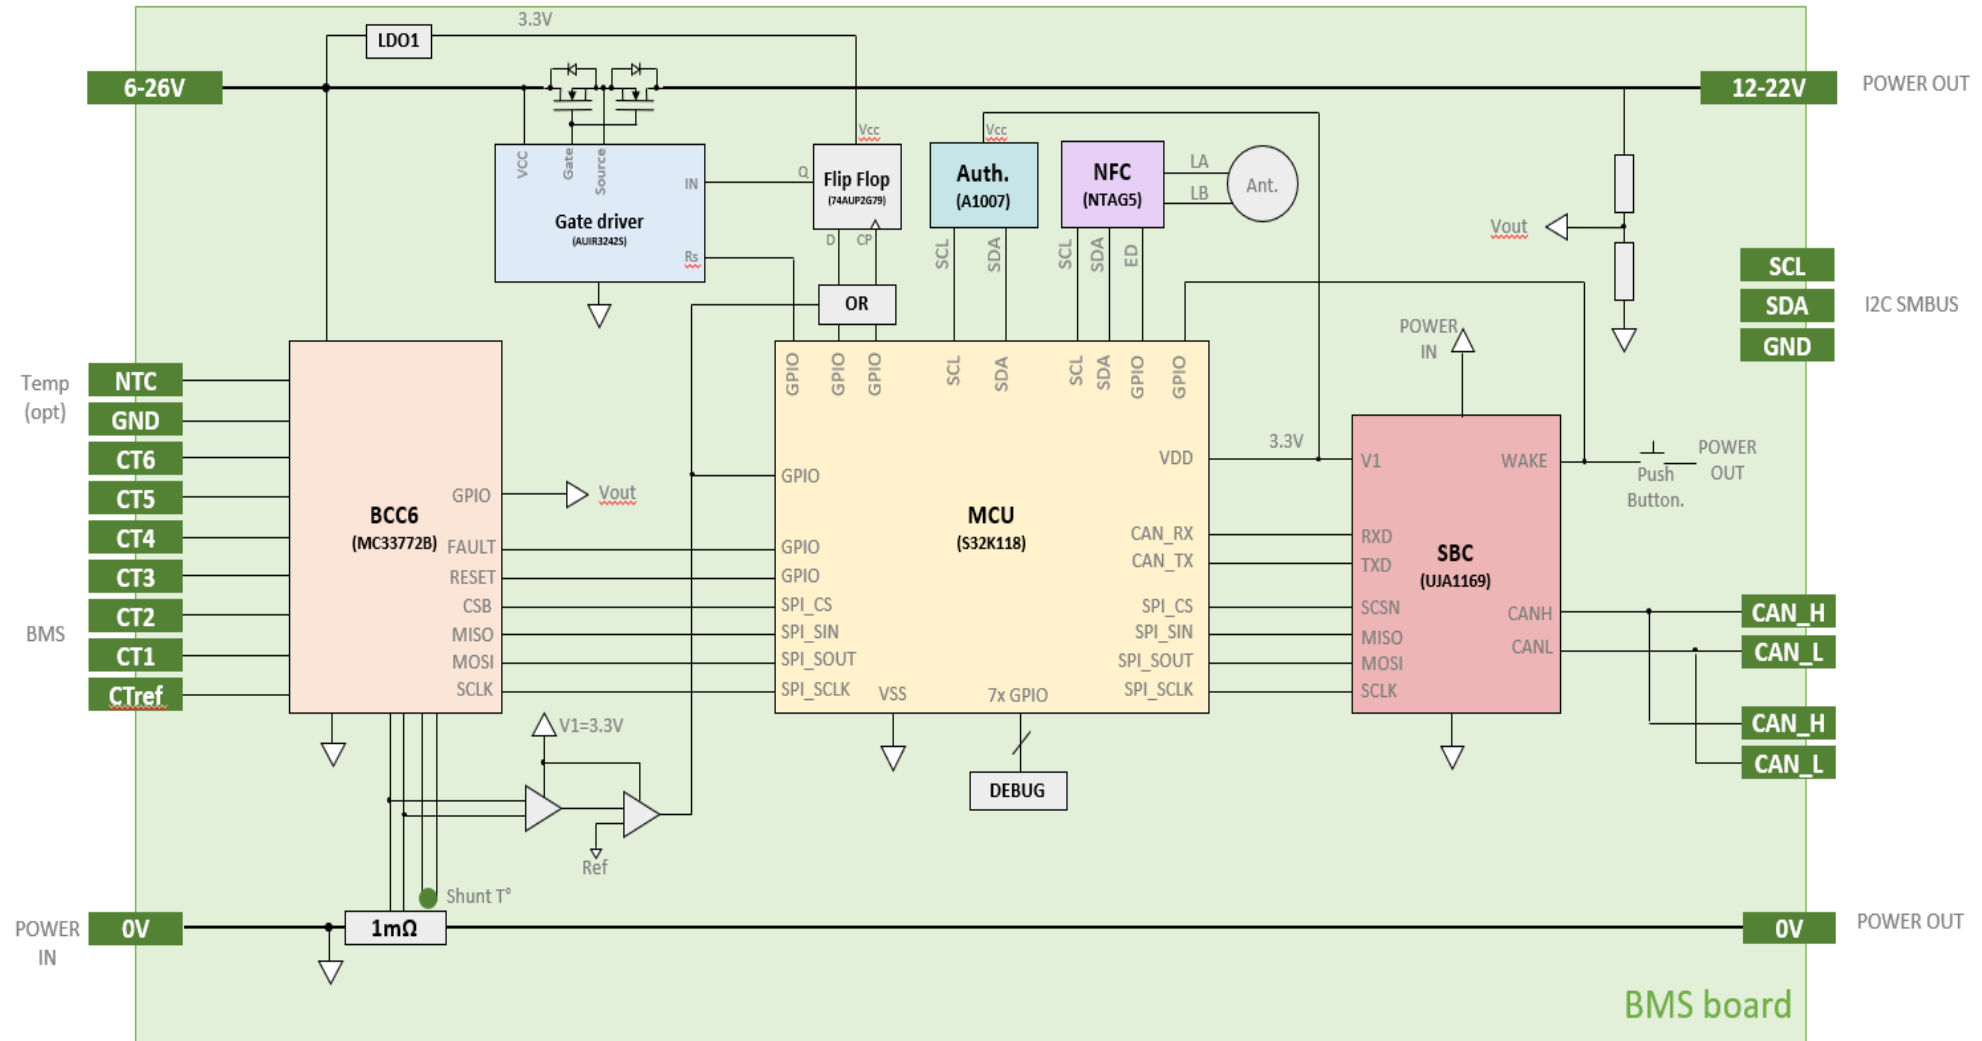 3.3V
LDO1
6-26V
12-22V
POWER OUT
VCC
Gate
Source
IN
Gate driver
(AUIR3242S)
Rs
Vcc
Q
Flip Flop
(74AUP2G79)
D
CP
OR
Vcc
Auth.
(A1007)
SCL
SDA
NFC
(NTAG5)
LA
LB
Ant.
SCL
SDA
ED
Vout
SCL
SDA
GND
I2C SMBUS
Temp
(opt)
NTC
GND
CT6
CT5
CT4
CT3
CT2
CT1
CTref
BMS
BCC6
(MC33772B)
GPIO
Vout
FAULT
RESET
CSB
MISO
MOSI
SCLK
GPIO
GPIO
GPIO
SCL
SDA
SCL
SDA
GPIO
GPIO
GPIO
GPIO
GPIO
SPI_CS
SPI_SIN
SPI_SOUT
SPI_SCLK
MCU
(S32K118)
VDD
CAN_RX
CAN_TX
SPI_CS
SPI_SIN
SPI_SOUT
SPI_SCLK
VSS
7x GPIO
DEBUG
3.3V
POWER
IN
V1
WAKE
RXD
TXD
SCSN
MISO
MOSI
SCLK
SBC
(UJA1169)
CANH
CANL
Push
Button.
POWER
OUT
CAN_H
CAN_L
CAN_H
CAN_L
V1=3.3V
Ref
Shunt T°
POWER
IN
0V
1mΩ
0V
POWER OUT
BMS board